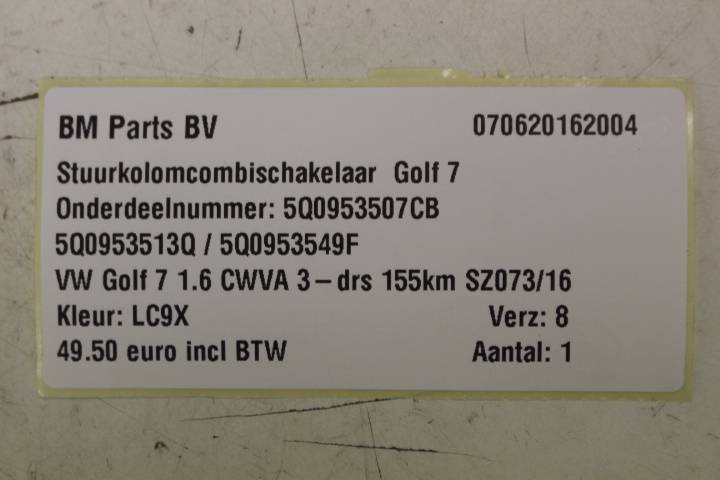 BM Parts BV 070620162004
Stuurkolomcombischakelaar Golf 7
Onderdeelnummer: 5Q0953507CB
5Q0953513Q / 5Q0953549F
VW Golf 7 1.6 CWVA 3-drs 155km SZ073/16
Kleur: LC9X Verz: 8
49.50 euro incl BTW Aantal: 1